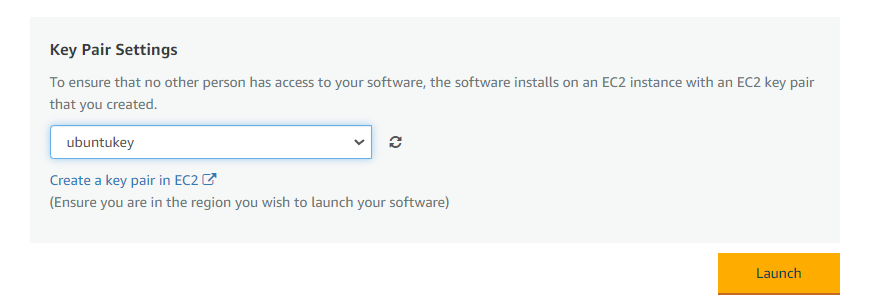 Key Pair Settings
To ensure that no other person has access to your software, the software installs on an EC2 instance with an EC2 key pair
that you created.
ubuntukey
Create a key pair in EC2
(Ensure you are in the region you wish to launch your software)
Launch